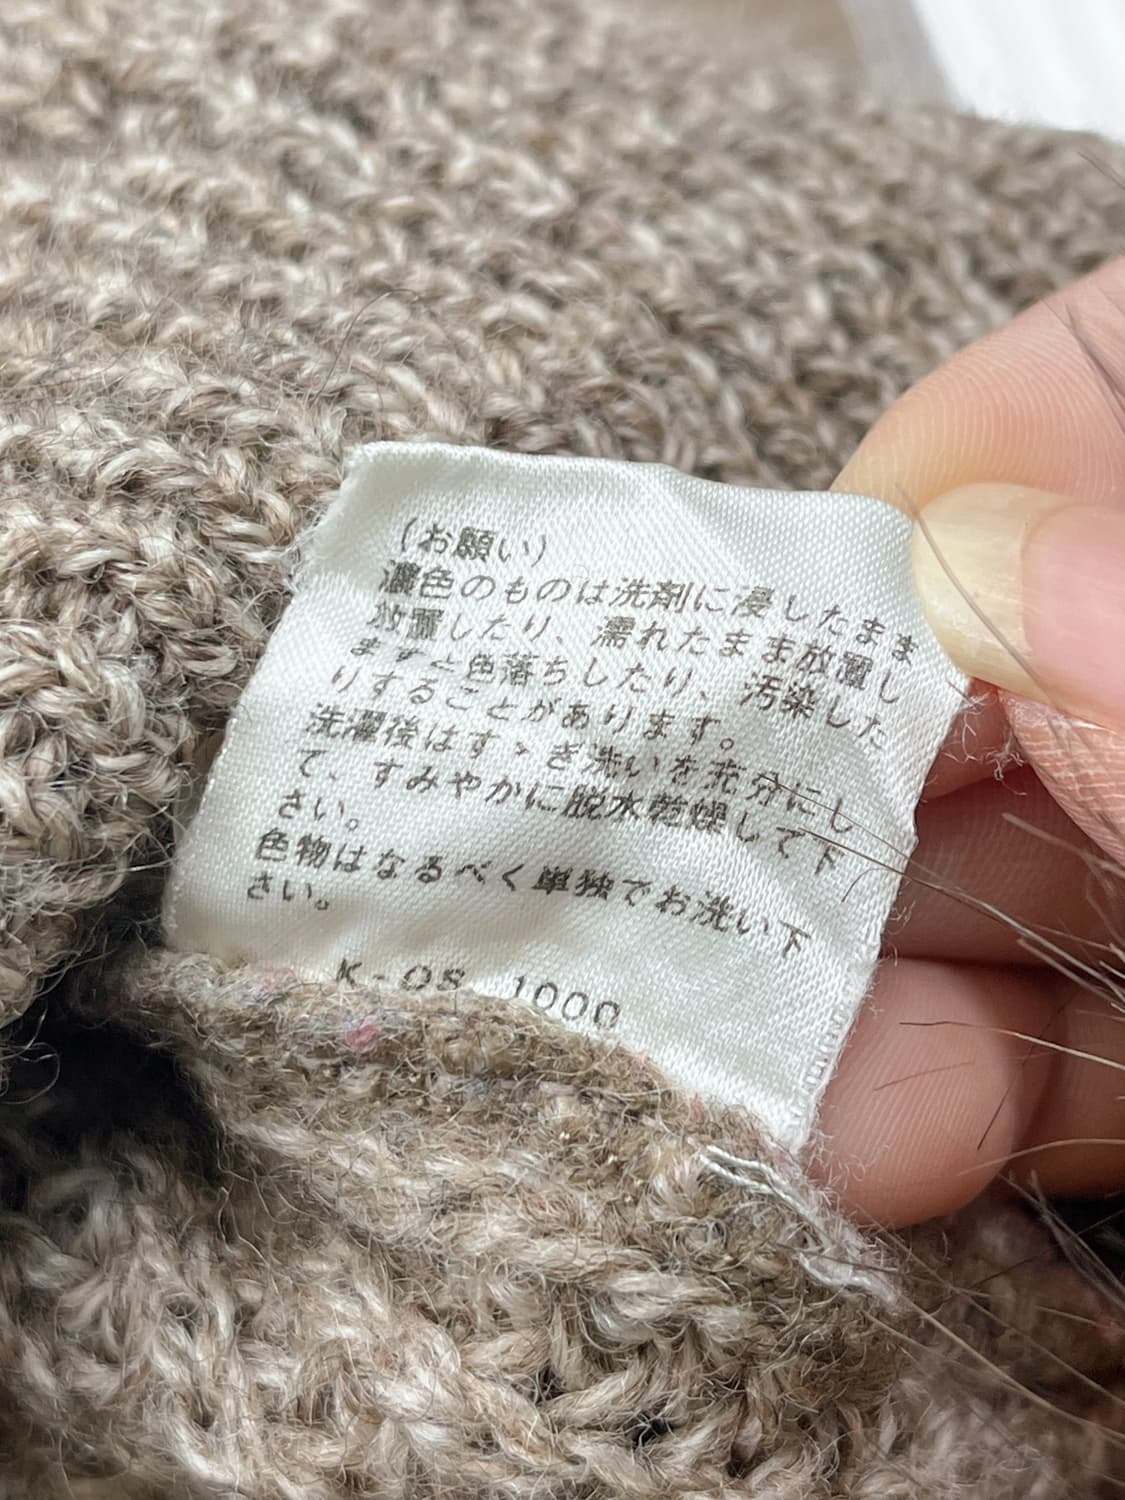 (お願い)
濃色のものは洗剤に浸したまま
放置したり、濡れたまま放置し
ますと色落ちしたり、汚染した
りすることがあります。
洗濯後はすゝぎ洗いを充分にし
て、すみやかに脱水乾燥して下
さい。
色物はなるべく単独でお洗い下
さい。
K-OS 1000